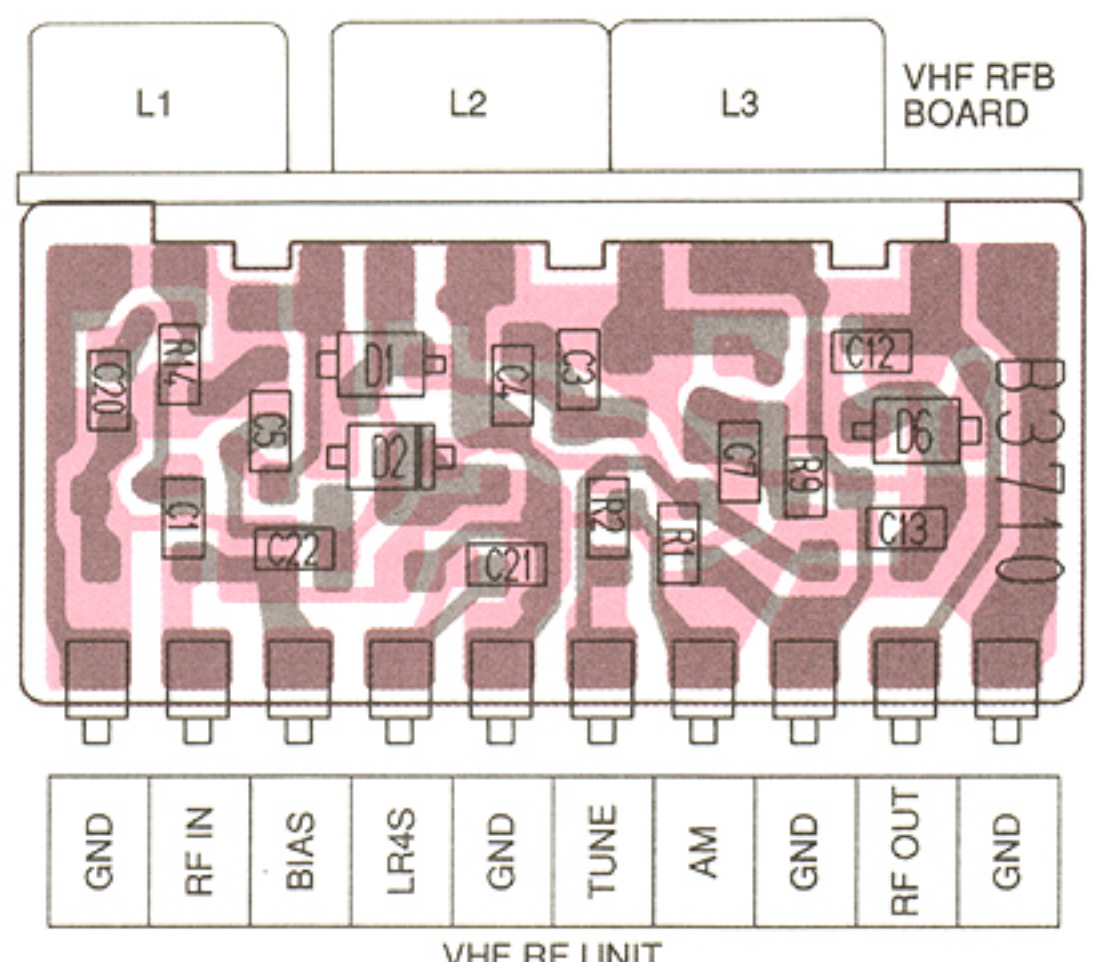 L1
L2
L3
VHF RFB
BOARD
C20
R14
C5
D1
C4
C3
C12
D2
C7
R9
D6
B3710
C1
C22
C21
R2
R1
C13
GND
RF IN
BIAS
LR4S
GND
TUNE
AM
GND
RF OUT
GND
VHF RF UNIT